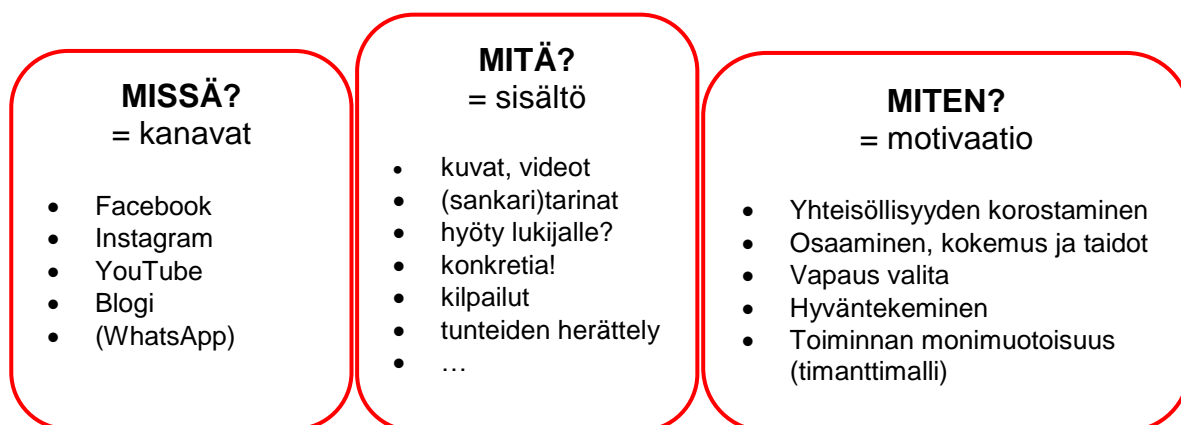 MISSÄ?
= kanavat
• Facebook
• Instagram
• YouTube
• Blogi
• (WhatsApp)
MITÄ?
= sisältö
• kuvat, videot
• (sankari)tarinat
• hyöty lukijalle?
• konkretia!
• kilpailut
• tunteiden herättely
• …
MITEN?
= motivaatio
• Yhteisöllisyyden korostaminen
• Osaaminen, kokemus ja taidot
• Vapaus valita
• Hyväntekeminen
• Toiminnan monimuotoisuus
(timanttimalli)